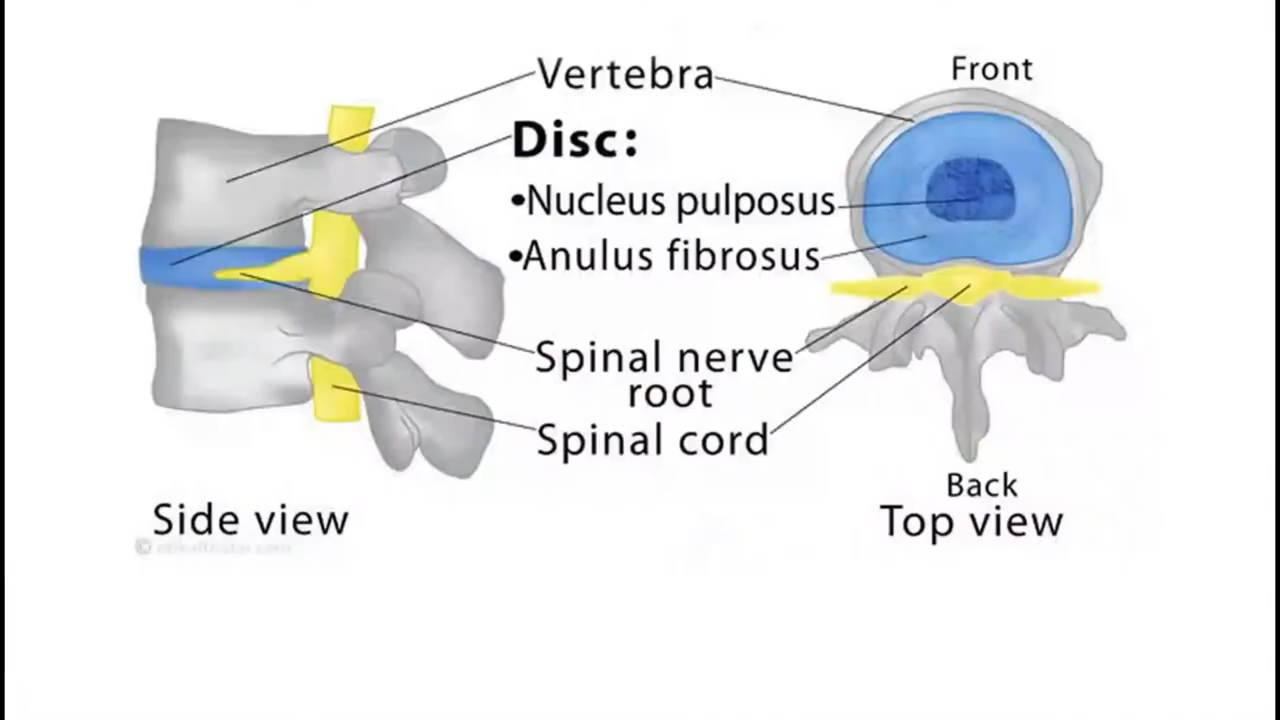 Front
Vertebra
Disc:
•Nucleus pulposus
•Anulus fibrosus
Spinal nerve
root
Spinal cord
Side view
Back
Top view
©